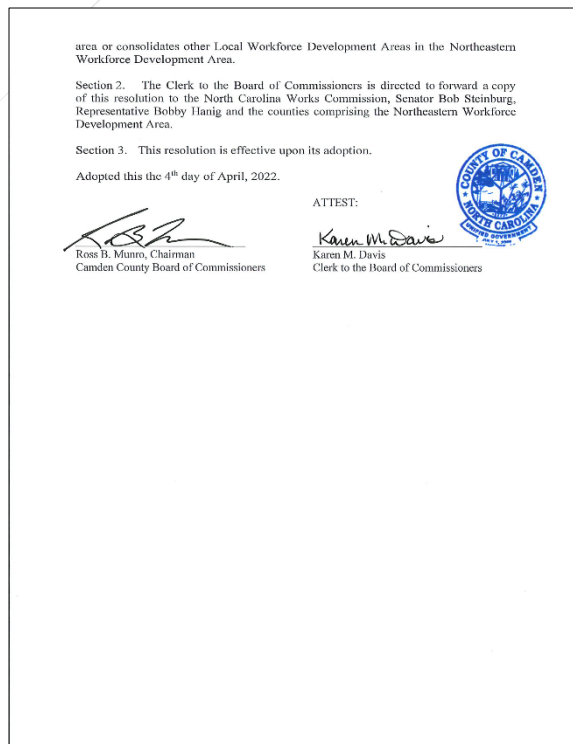 area or consolidates other Local Workforce Development Areas in the Northeastern
Workforce Development Area.
Section 2. The Clerk to the Board of Commissioners is directed to forward a copy
of this resolution to the North Carolina Works Commission, Senator Bob Steinburg,
Representative Bobby Hanig and the counties comprising the Northeastern Workforce
Development Area.
Section 3. This resolution is effective upon its adoption.
Adopted this the 4th day of April, 2022.
ATTEST:
COUNTY OF CAMDEN
NORTH CAROLINA
UNIFIED GOVERNMENT
Karen M. Davis
Ross B. Munro, Chairman
Camden County Board of Commissioners
Karen M. Davis
Clerk to the Board of Commissioners